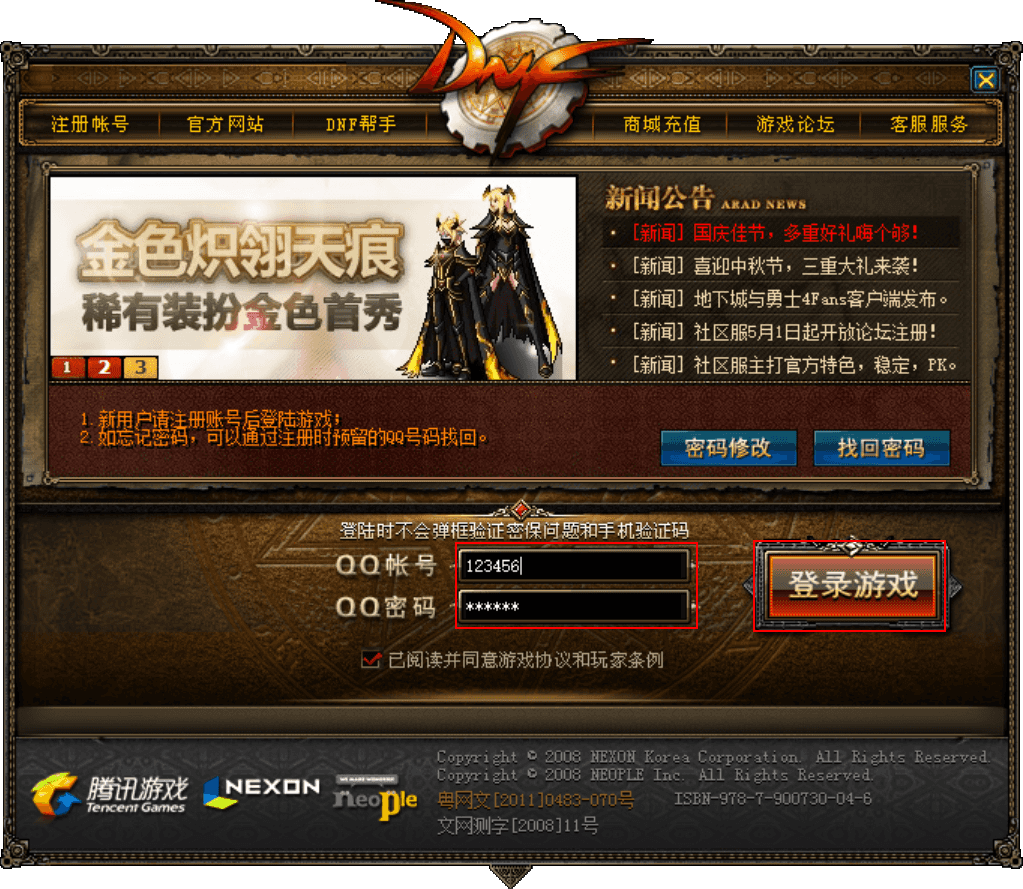 DNF
注册帐号 官方网站 DNF帮手 商城充值 游戏论坛 客服服务
金色炽翎天痕
稀有装扮金色首秀
1 2 3
新闻公告 ARAD NEWS
· [新闻] 国庆佳节，多重好礼嗨个够！
· [新闻] 喜迎中秋节，三重大礼来袭！
· [新闻] 地下城与勇士4Fans客户端发布。
· [新闻] 社区服5月1日起开放论坛注册！
· [新闻] 社区服主打官方特色，稳定，PK。
1. 新用户请注册账号后登陆游戏；
2. 如忘记密码，可以通过注册时预留的QQ号码找回。
密码修改 找回密码
登陆时不会弹框验证密保问题和手机验证码
QQ帐号 123456
QQ密码 ******
登录游戏
已阅读并同意游戏协议和玩家条例
腾讯游戏
Tencent Games
NEXON
WE MAKE WONDERS
neople
Copyright © 2008 NEXON Korea Corporation. All Rights Reserved.
Copyright © 2008 NEOPLE Inc. All Rights Reserved.
粤网文[2011]0483-070号 ISBN-978-7-900730-04-6
文网测字[2008]11号